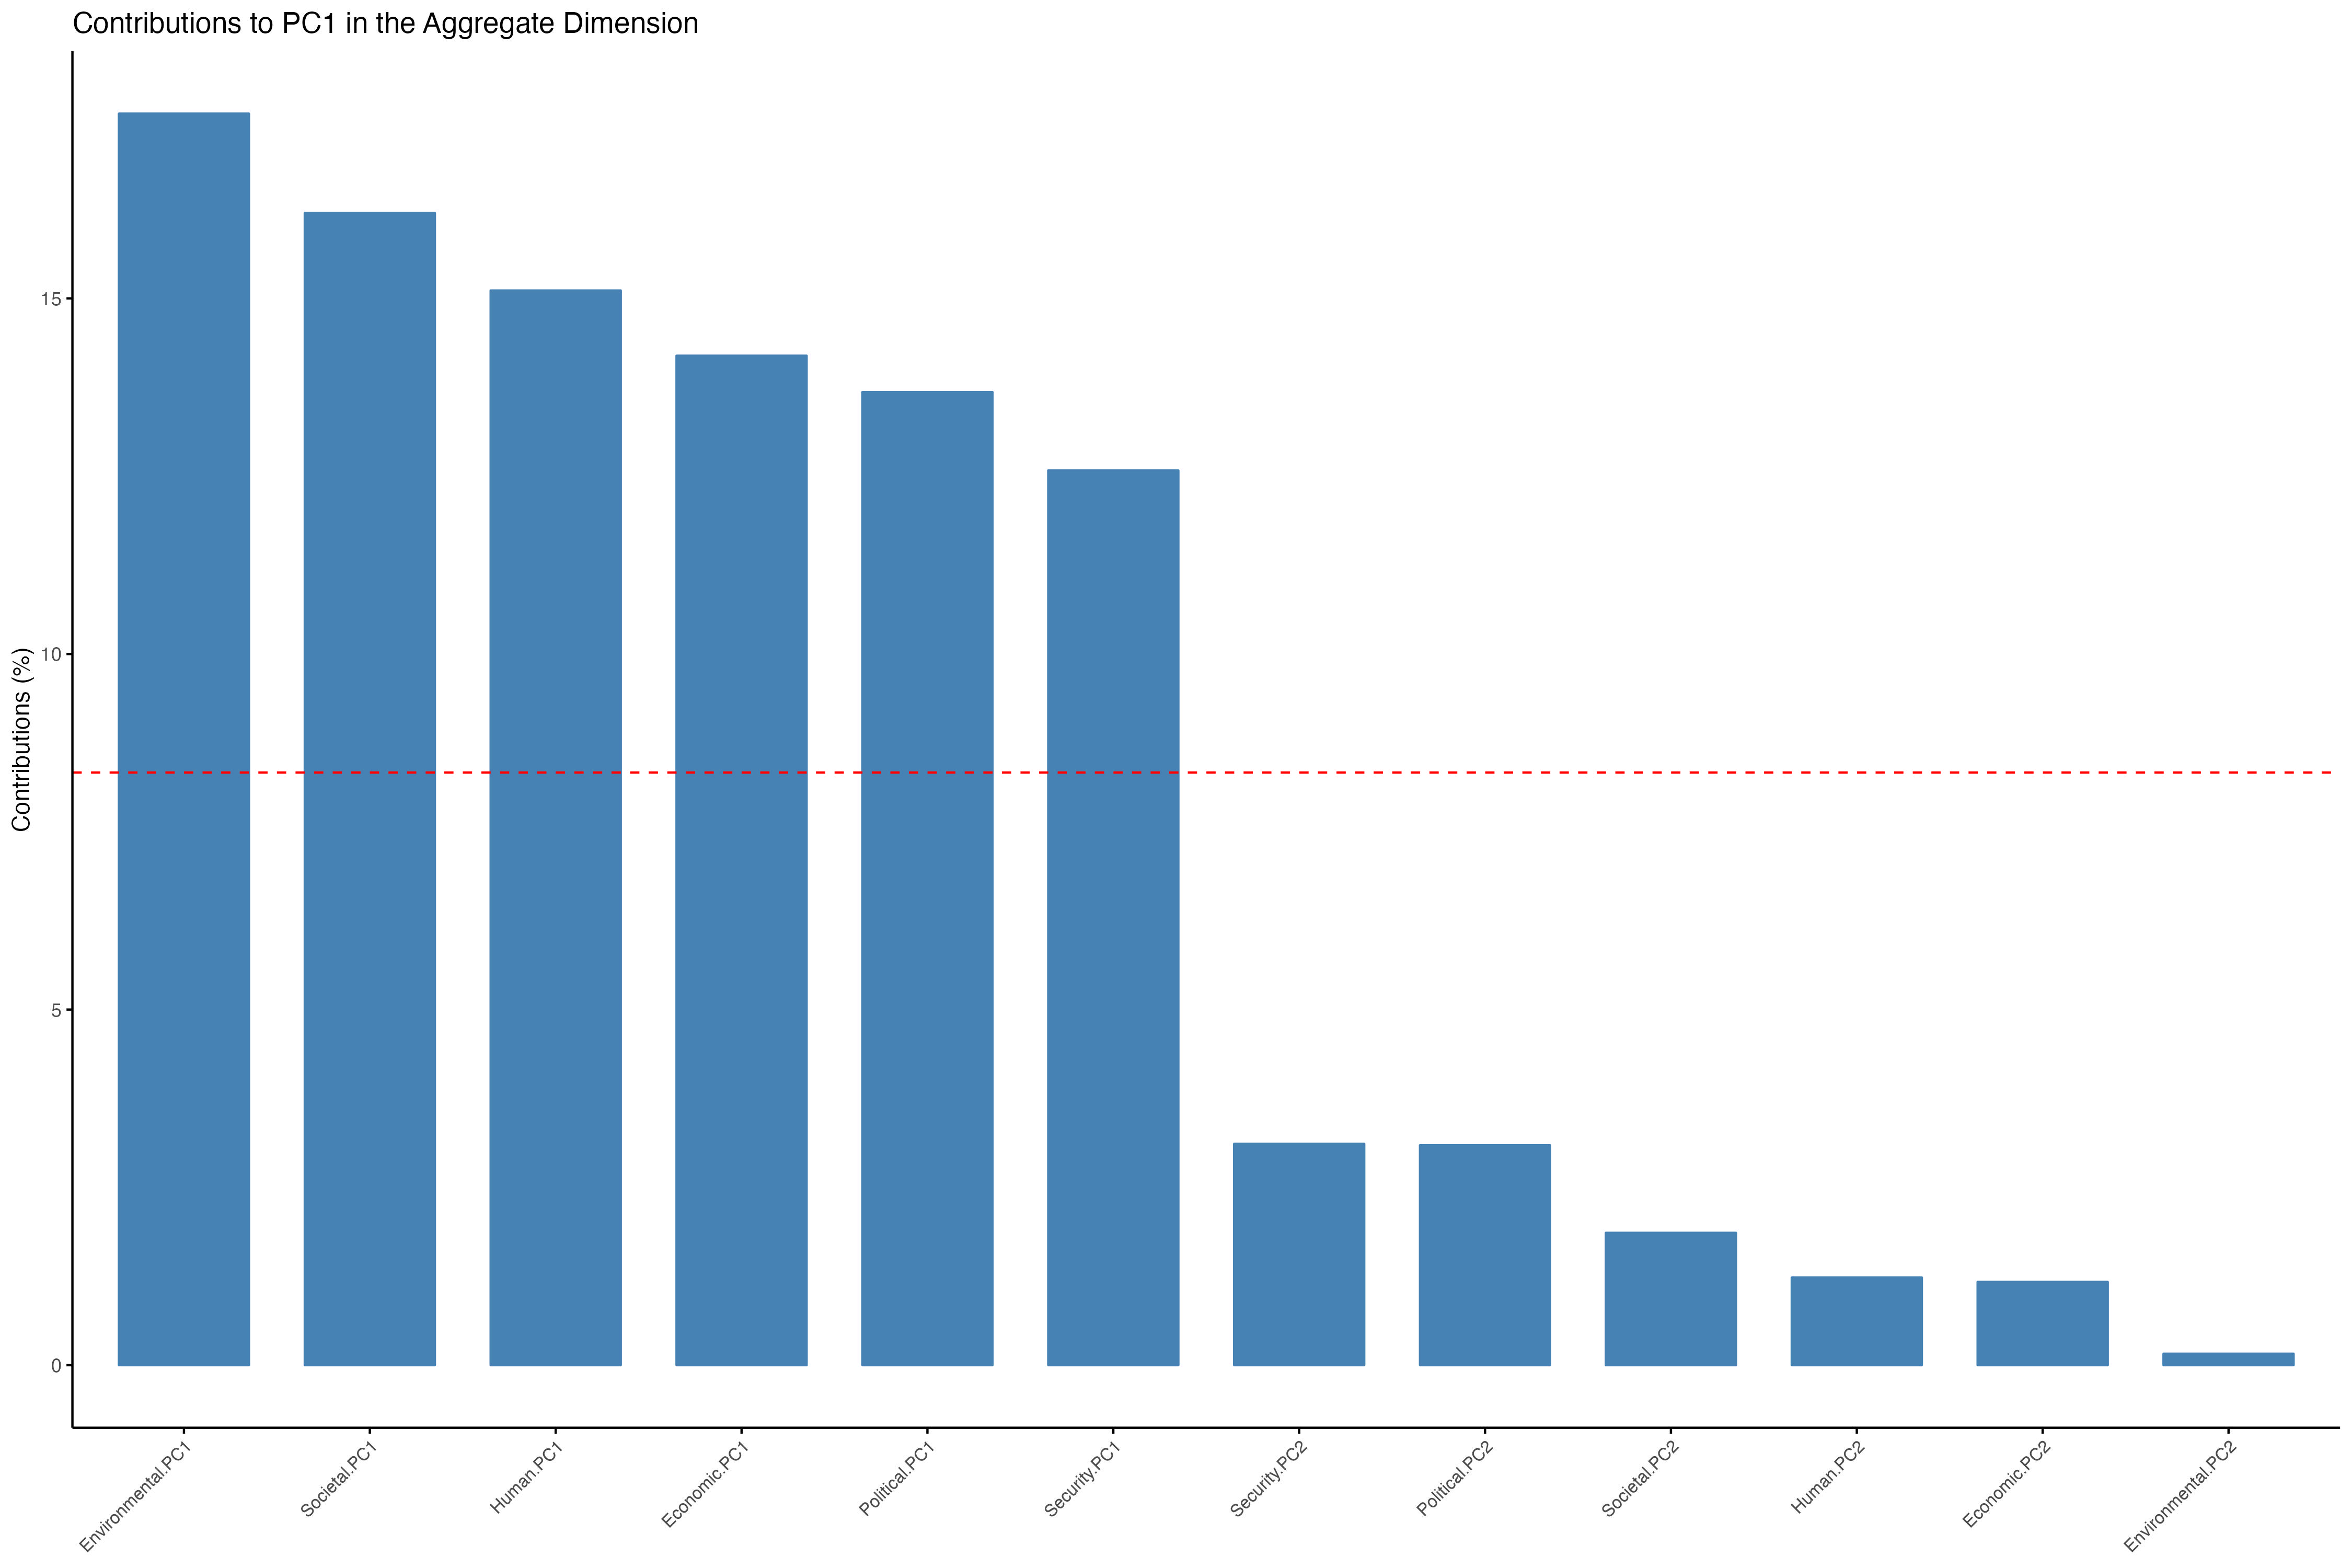 Contributions to PC1 in the Aggregate Dimension
Contributions (%)
15
10
5
0
Environmental.PC1
Societal.PC1
Human.PC1
Economic.PC1
Political.PC1
Security.PC1
Security.PC2
Political.PC2
Societal.PC2
Human.PC2
Economic.PC2
Environmental.PC2